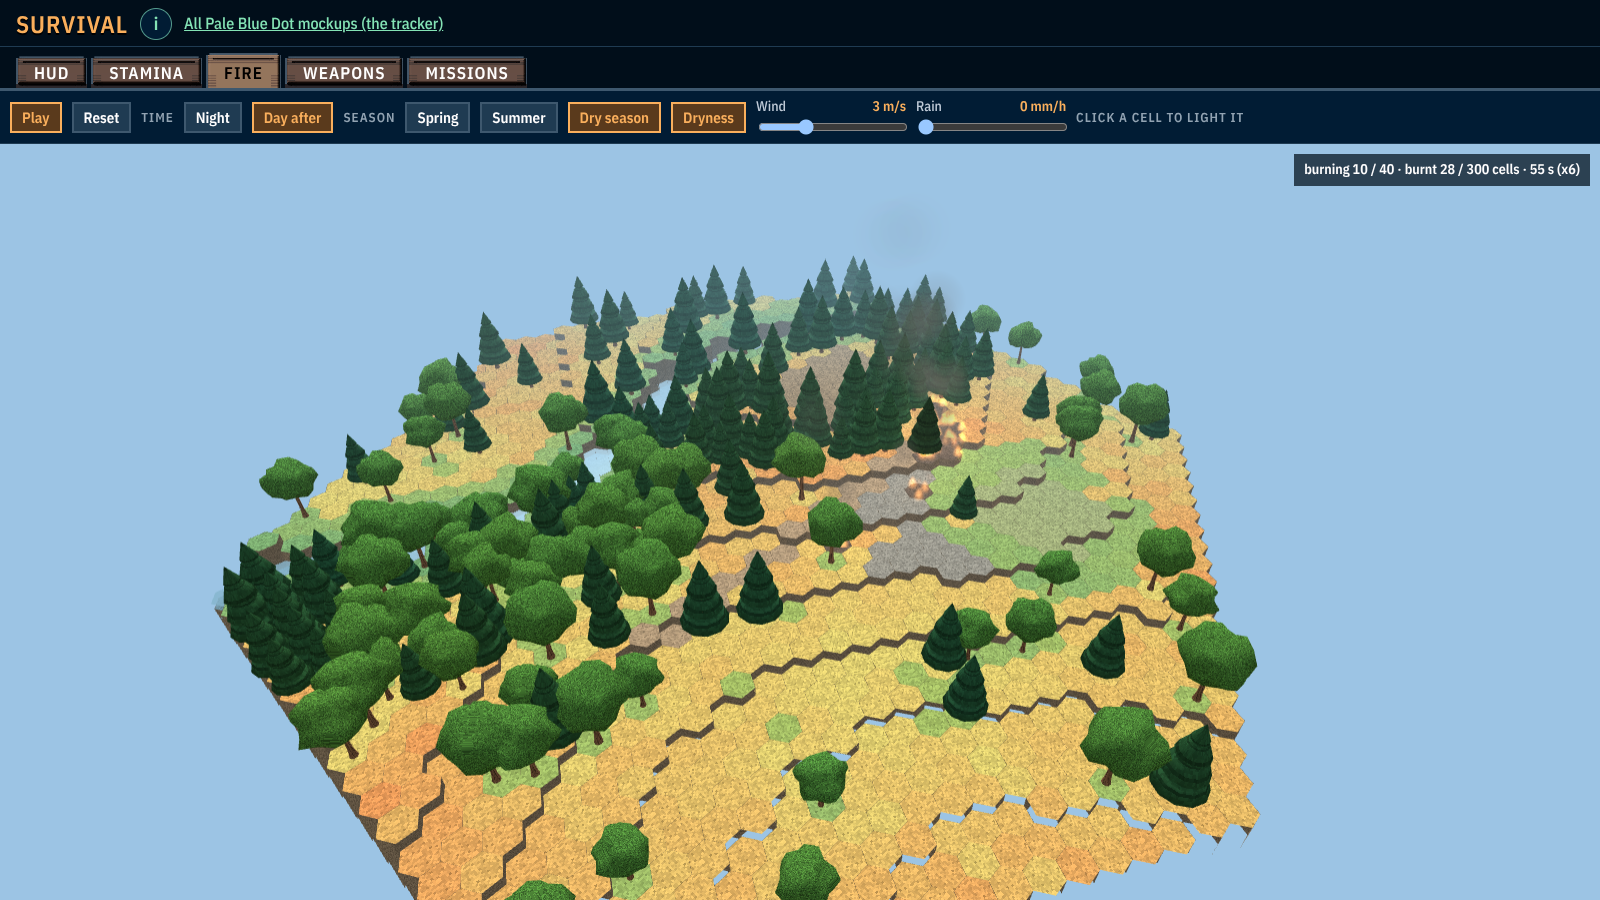 SURVIVAL i All Pale Blue Dot mockups (the tracker)
HUD STAMINA FIRE WEAPONS MISSIONS
Play Reset TIME Night Day after SEASON Spring Summer Dry season Dryness Wind 3 m/s Rain 0 mm/h CLICK A CELL TO LIGHT IT
burning 10 / 40 · burnt 28 / 300 cells · 55 s (x6)